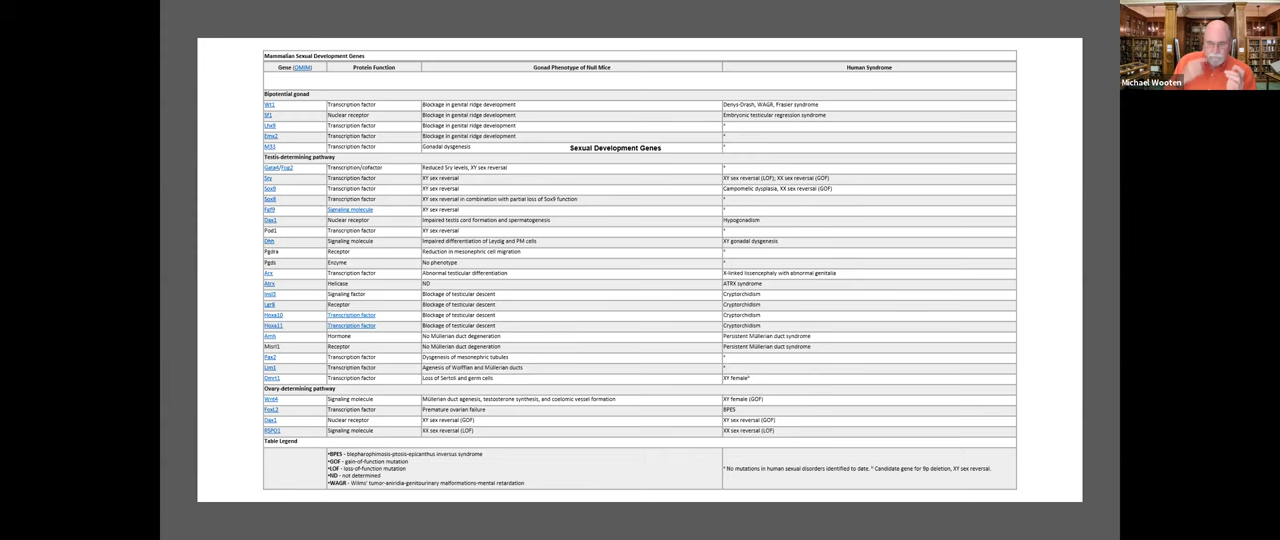 Mammalian Sexual Development Genes
Gene (OMIM) Protein Function Gonad Phenotype of Null Mice Human Syndrome
Bipotential gonad
Wt1 Transcription factor Blockage in genital ridge development Denys-Drash, WAGR, Frasier syndrome
Sf1 Nuclear receptor Blockage in genital ridge development Embryonic testicular regression syndrome
Lhx9 Transcription factor Blockage in genital ridge development a
Emx2 Transcription factor Blockage in genital ridge development a
M33 Transcription factor Gonadal dysgenesis a
Sexual Development Genes
Testis-determining pathway
Gata4/Fog2 Transcription/cofactor Reduced Sry levels, XY sex reversal a
Sry Transcription factor XY sex reversal XY sex reversal (LOF); XX sex reversal (GOF)
Sox9 Transcription factor XY sex reversal Campomelic dysplasia, XX sex reversal (GOF)
Sox8 Transcription factor XY sex reversal in combination with partial loss of Sox9 function a
Fgf9 Signaling molecule XY sex reversal a
Dax1 Nuclear receptor Impaired testis cord formation and spermatogenesis Hypogonadism
Pod1 Transcription factor XY sex reversal a
Dhh Signaling molecule Impaired differentiation of Leydig and PM cells XY gonadal dysgenesis
Pgdra Receptor Reduction in mesonephric cell migration a
Pgds Enzyme No phenotype a
Arx Transcription factor Abnormal testicular differentiation X-linked lissencephaly with abnormal genitalia
Atrx Helicase ND ATRX syndrome
Insl3 Signaling factor Blockage of testicular descent Cryptorchidism
Lgr8 Receptor Blockage of testicular descent Cryptorchidism
Hoxa10 Transcription factor Blockage of testicular descent Cryptorchidism
Hoxa11 Transcription factor Blockage of testicular descent Cryptorchidism
Amh Hormone No Müllerian duct degeneration Persistent Müllerian duct syndrome
Misrl1 Receptor No Müllerian duct degeneration Persistent Müllerian duct syndrome
Pax2 Transcription factor Dysgenesis of mesonephric tubules a
Lim1 Transcription factor Agenesis of Wolffian and Müllerian ducts a
Dmrt1 Transcription factor Loss of Sertoli and germ cells XY female b
Ovary-determining pathway
Wnt4 Signaling molecule Müllerian duct agenesis, testosterone synthesis, and coelomic vessel formation XY female (GOF)
FoxL2 Transcription factor Premature ovarian failure BPES
Dax1 Nuclear receptor XY sex reversal (GOF) XY sex reversal (GOF)
RSPO1 Signaling molecule XX sex reversal (LOF) XX sex reversal (LOF)
Table Legend
•BPES - blepharophimosis-ptosis-epicanthus inversus syndrome
•GOF - gain-of-function mutation
•LOF - loss-of-function mutation
•ND - not determined
•WAGR - Wilms' tumor-aniridia-genitourinary malformations-mental retardation
a No mutations in human sexual disorders identified to date. b Candidate gene for 9p deletion, XY sex reversal.
Michael Wooten